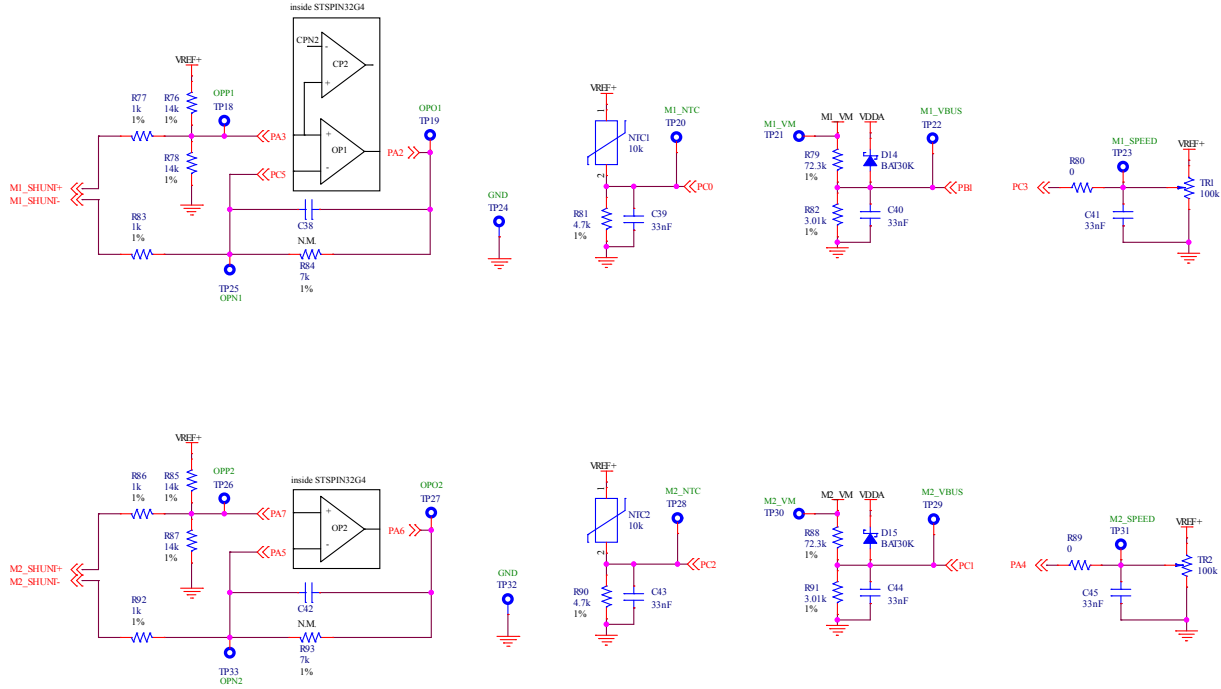 inside STSPIN32G4
VREF+
CPN2
-
CP2
+
R77
1k
1%
R76
14k
1%
OPP1
TP18
OPO1
TP19
PA3
+
OP1
-
PA2
R78
14k
1%
PC5
M1_SHUNT+
M1_SHUNT-
R83
1k
1%
C38
N.M.
R84
7k
1%
TP25
OPN1
GND
TP24
VREF+
1
NTC1
10k
2
M1_NTC
TP20
PC0
R81
4.7k
1%
C39
33nF
M1_VM
TP21
M1_VM
VDDA
R79
72.3k
1%
D14
BAT30K
M1_VBUS
TP22
PB1
R82
3.01k
1%
C40
33nF
M1_SPEED
TP23
VREF+
PC3
R80
0
TR1
100k
C41
33nF
VREF+
inside STSPIN32G4
R86
1k
1%
R85
14k
1%
OPP2
TP26
OPO2
TP27
PA7
+
OP2
-
PA6
R87
14k
1%
PA5
M2_SHUNT+
M2_SHUNT-
R92
1k
1%
C42
N.M.
R93
7k
1%
TP33
OPN2
GND
TP32
VREF+
1
NTC2
10k
2
M2_NTC
TP28
PC2
R90
4.7k
1%
C43
33nF
M2_VM
TP30
M2_VM
VDDA
R88
72.3k
1%
D15
BAT30K
M2_VBUS
TP29
PC1
R91
3.01k
1%
C44
33nF
M2_SPEED
TP31
VREF+
PA4
R89
0
TR2
100k
C45
33nF